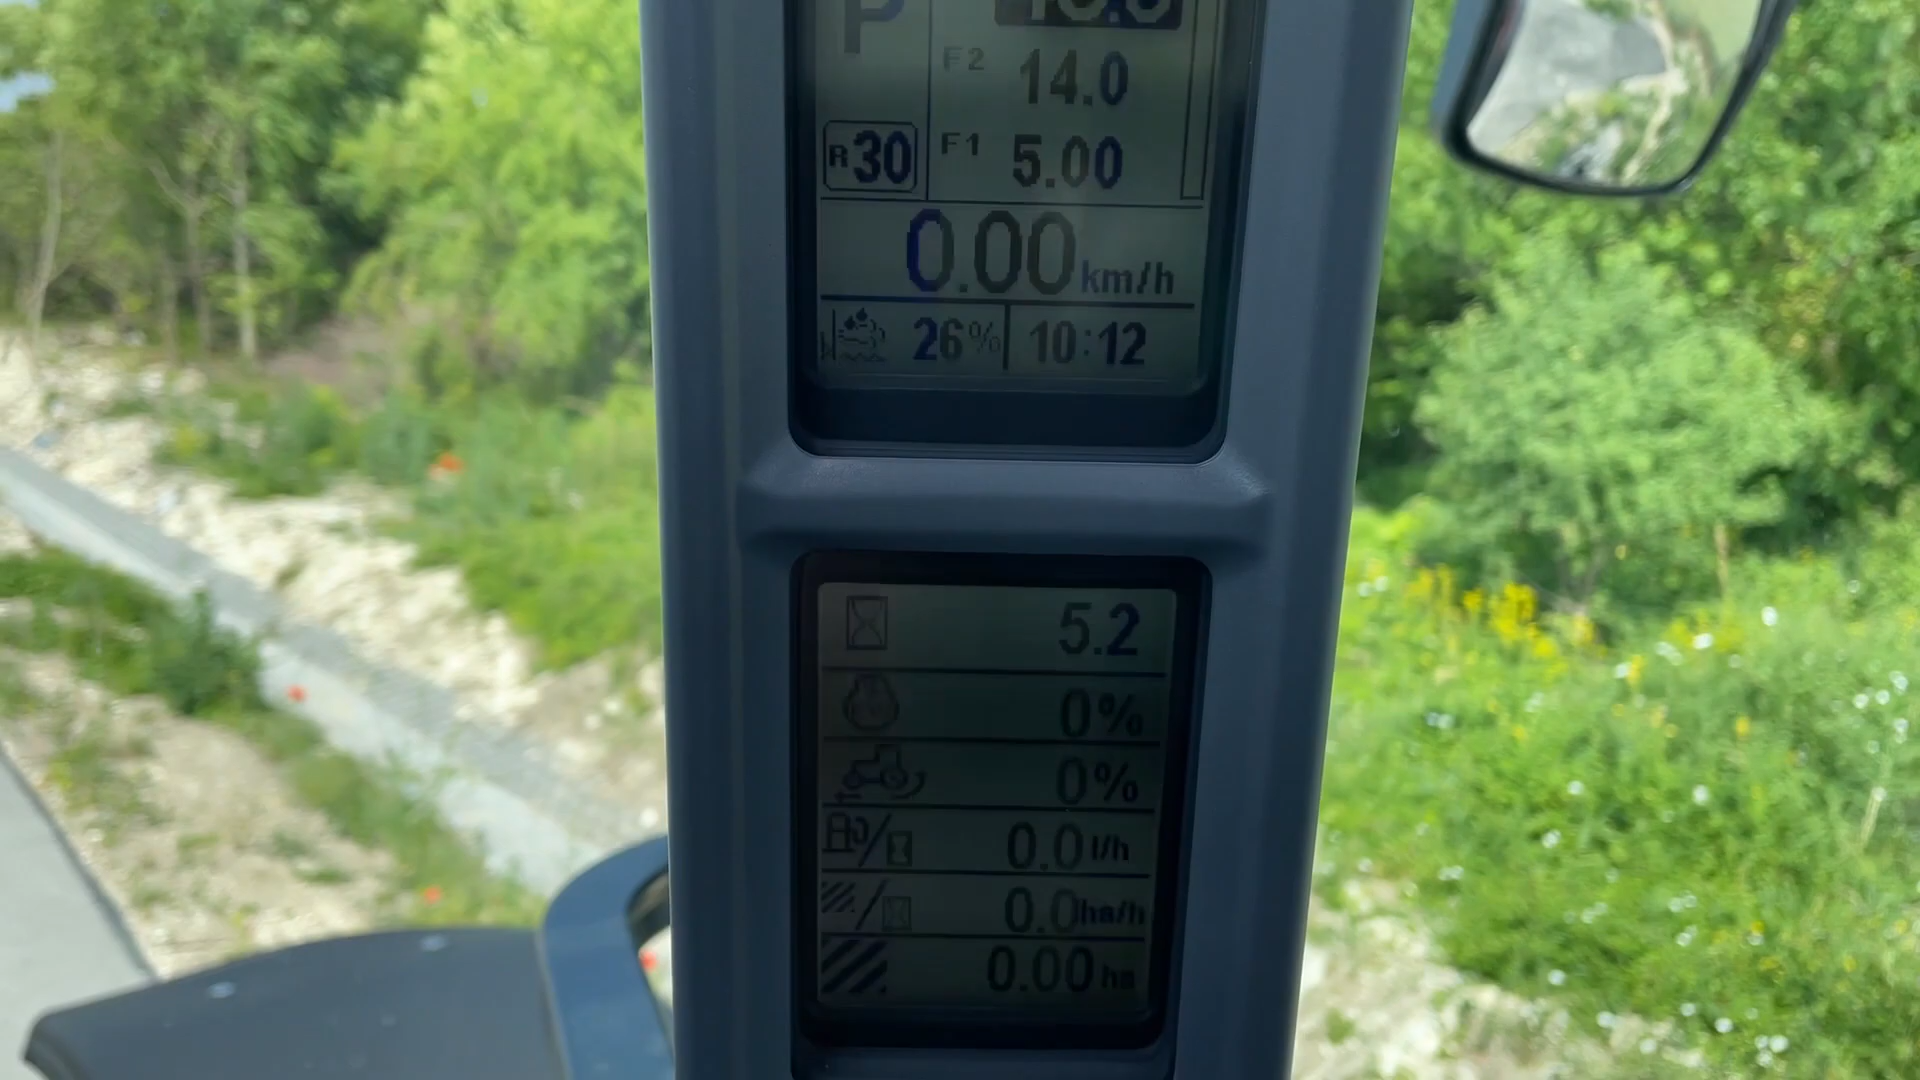 P
F2 14.0
R30 F1 5.00
0.00 km/h
26% 10:12
5.2
0%
0%
0.0 l/h
0.0 ha/h
0.00 ha